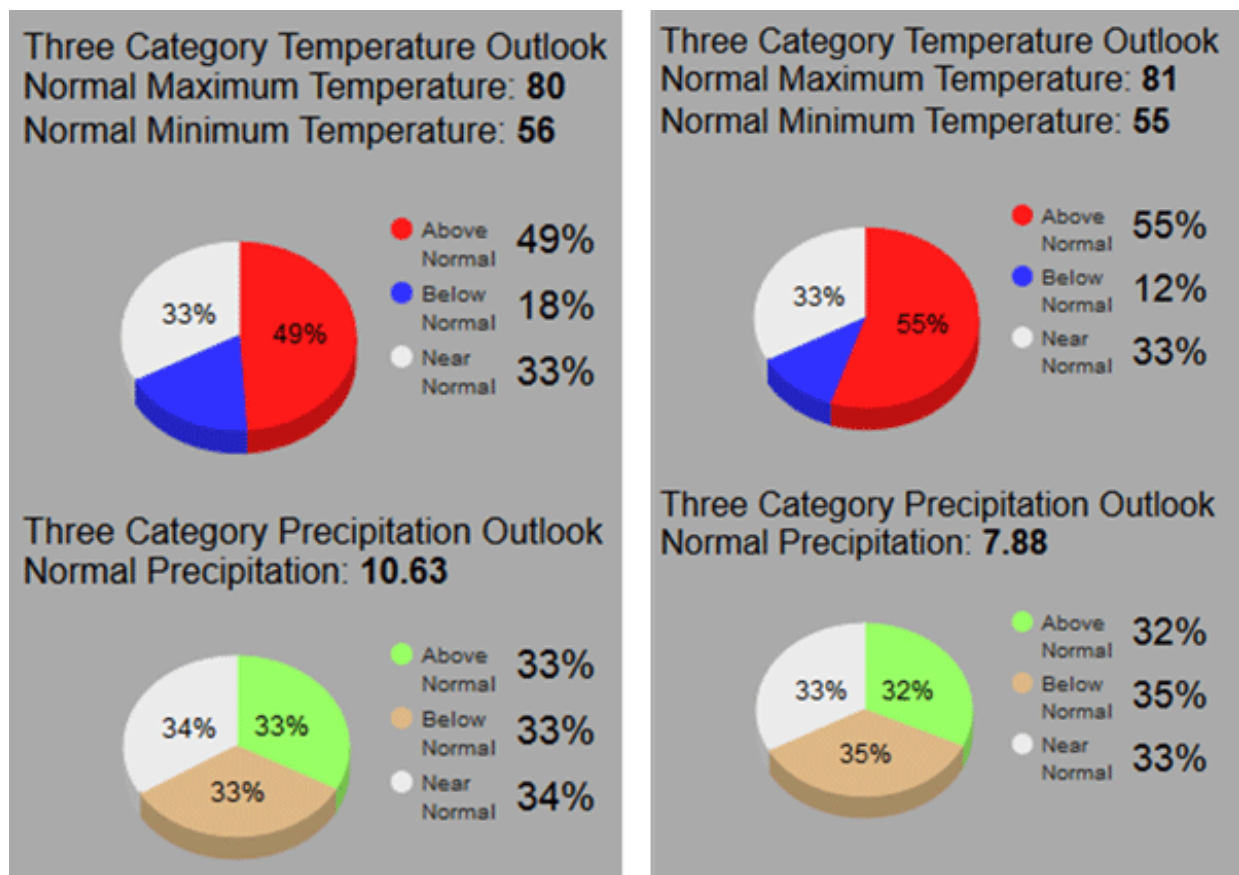 Three Category Temperature Outlook
Normal Maximum Temperature: 80
Normal Minimum Temperature: 56
33%
49%
Above
Normal
49%
Below
Normal
18%
Near
Normal
33%
Three Category Precipitation Outlook
Normal Precipitation: 10.63
34%
33%
33%
Above
Normal
33%
Below
Normal
33%
Near
Normal
34%
Three Category Temperature Outlook
Normal Maximum Temperature: 81
Normal Minimum Temperature: 55
33%
55%
Above
Normal
55%
Below
Normal
12%
Near
Normal
33%
Three Category Precipitation Outlook
Normal Precipitation: 7.88
33%
32%
35%
Above
Normal
32%
Below
Normal
35%
Near
Normal
33%